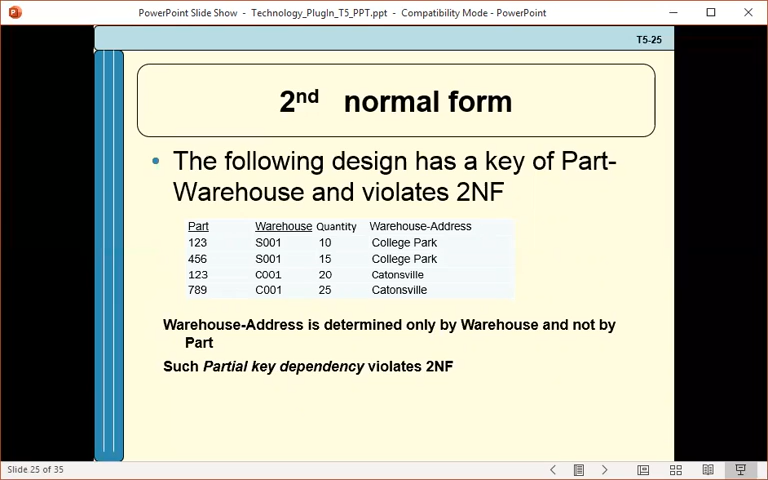 PowerPoint Slide Show - Technology_PlugIn_T5_PPT.ppt - Compatibility Mode - PowerPoint
T5-25
2nd normal form
• The following design has a key of Part-
Warehouse and violates 2NF
Part Warehouse Quantity Warehouse-Address
123 S001 10 College Park
456 S001 15 College Park
123 C001 20 Catonsville
789 C001 25 Catonsville
Warehouse-Address is determined only by Warehouse and not by
Part
Such Partial key dependency violates 2NF
Slide 25 of 35